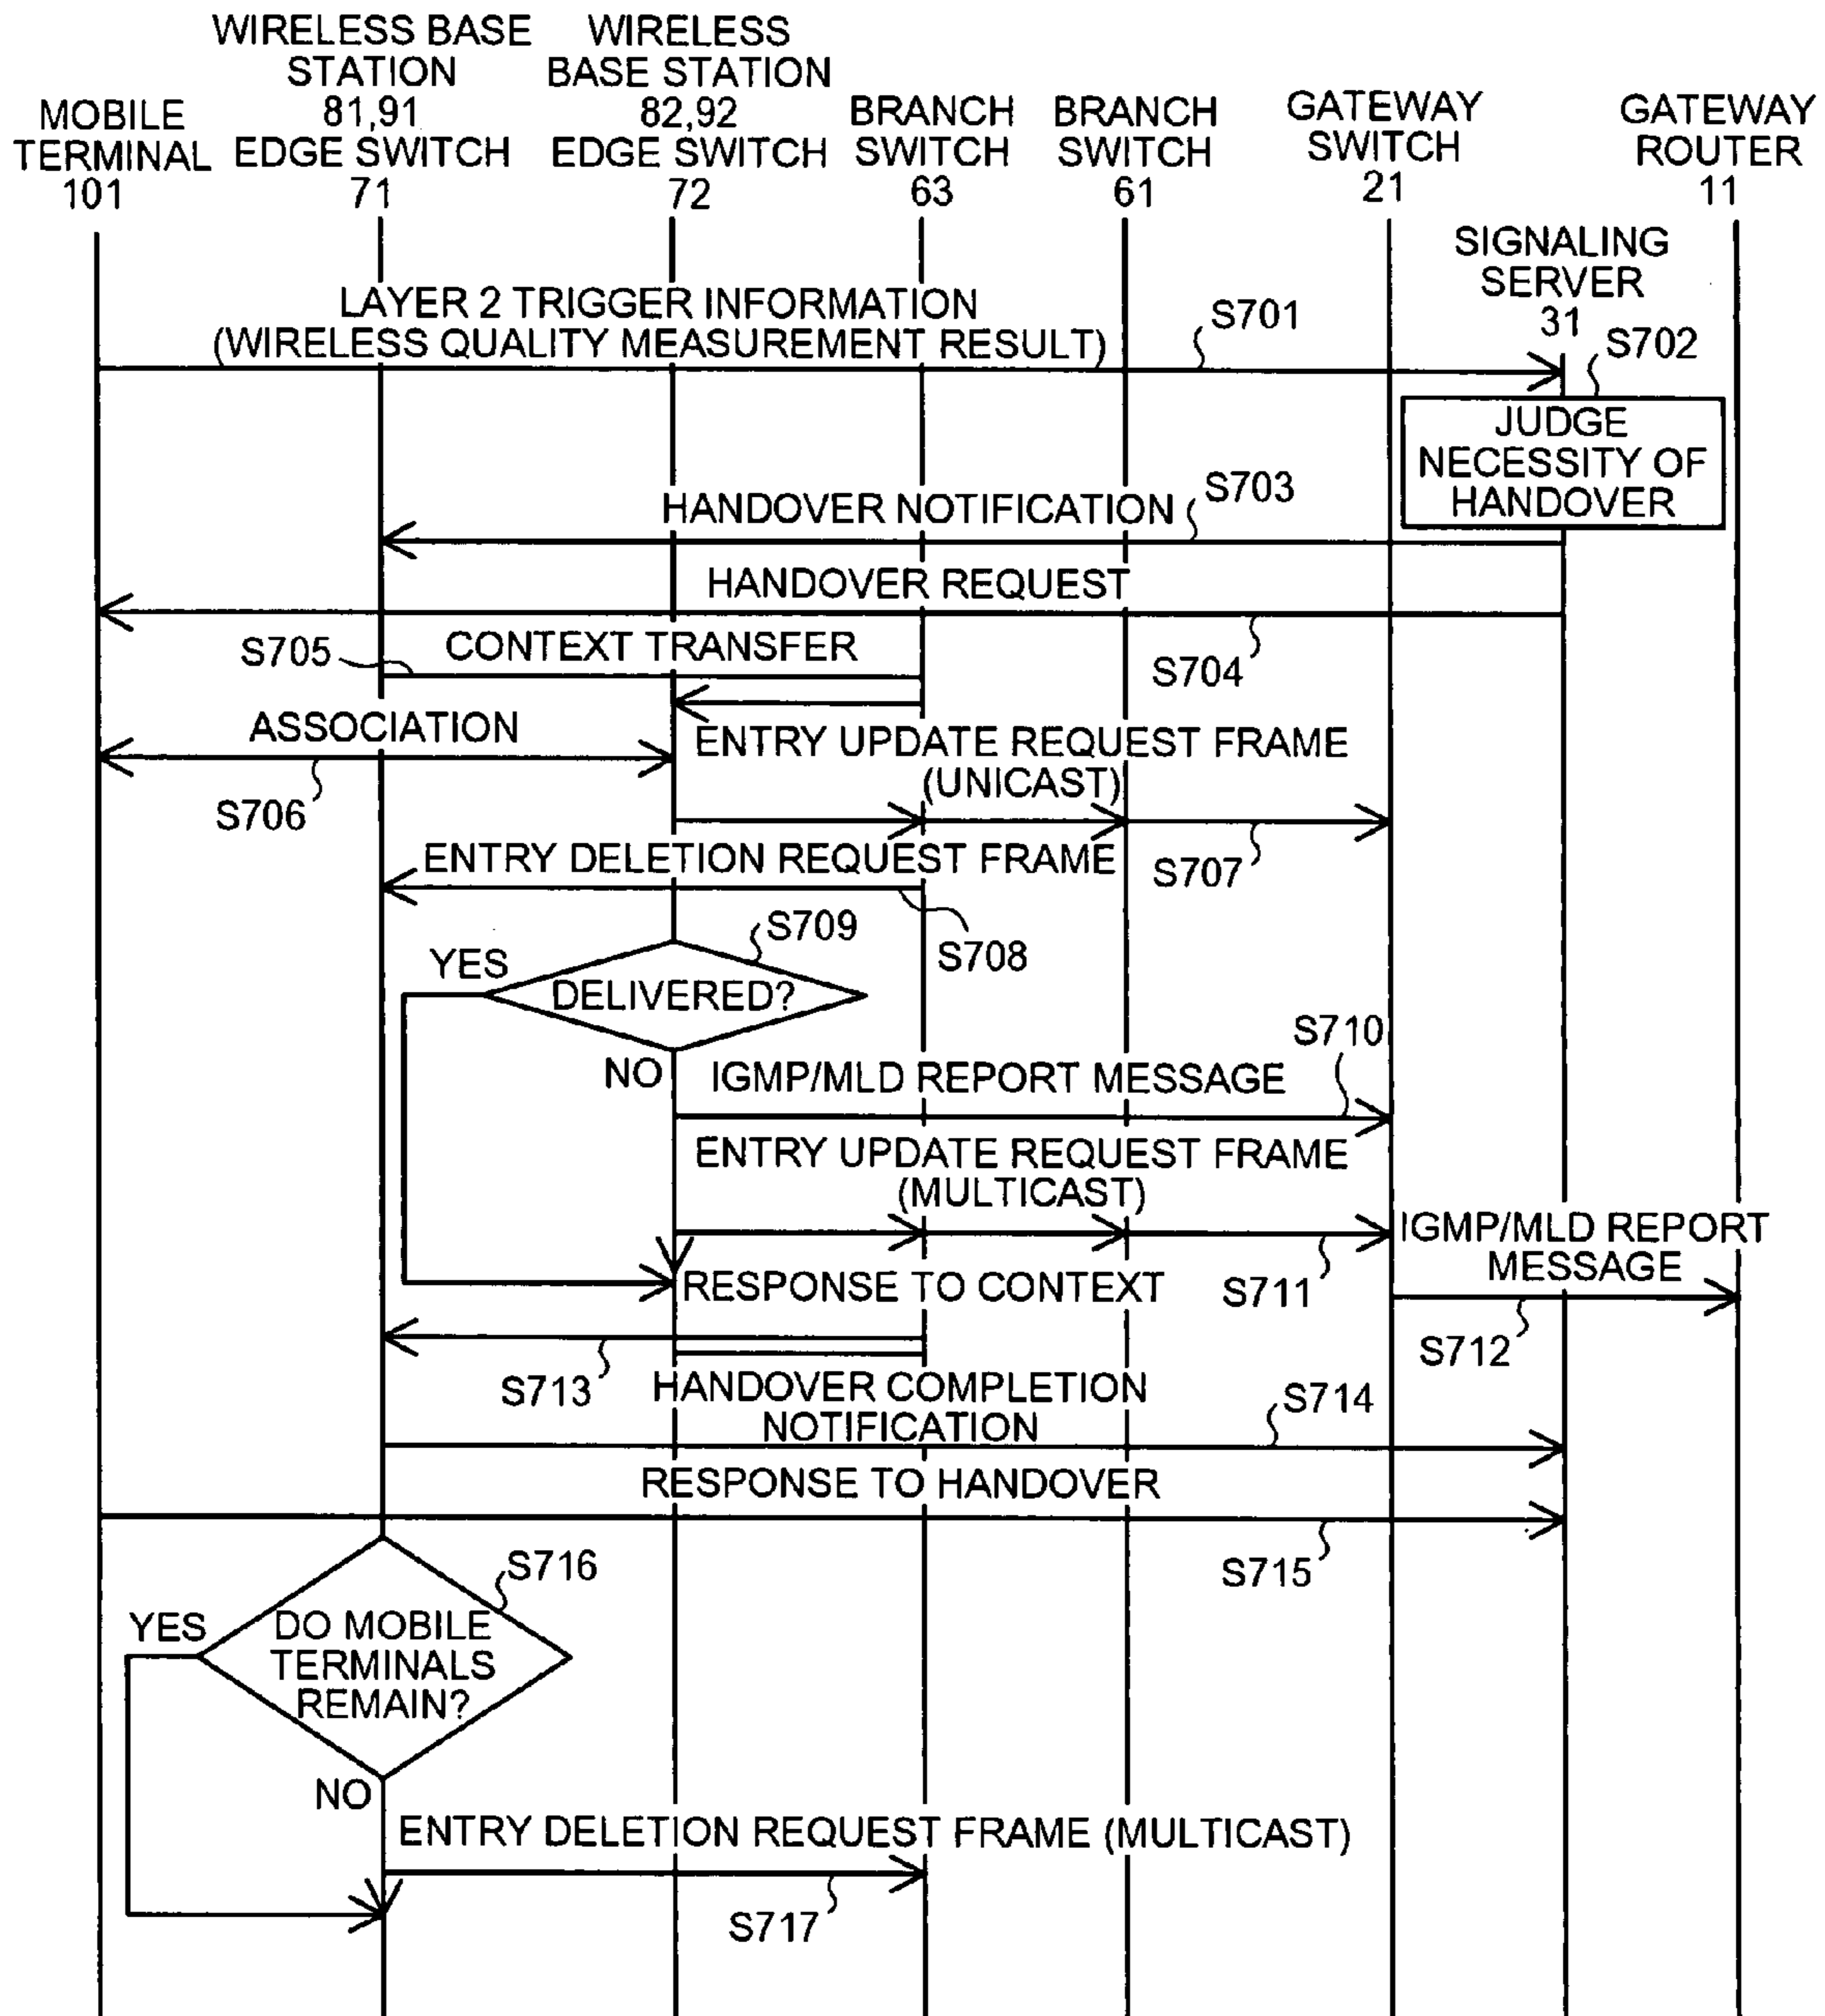 WIRELESS BASE
STATION
81,91
EDGE SWITCH
71
WIRELESS
BASE STATION
82,92
EDGE SWITCH
72
MOBILE
TERMINAL
101
BRANCH
SWITCH
63
BRANCH
SWITCH
61
GATEWAY
SWITCH
21
GATEWAY
ROUTER
11
SIGNALING
SERVER
31
LAYER 2 TRIGGER INFORMATION
(WIRELESS QUALITY MEASUREMENT RESULT)
S701
S702
JUDGE
NECESSITY OF
HANDOVER
HANDOVER NOTIFICATION
S703
HANDOVER REQUEST
S704
S705
CONTEXT TRANSFER
ASSOCIATION
S706
ENTRY UPDATE REQUEST FRAME
(UNICAST)
S707
ENTRY DELETION REQUEST FRAME
S708
S709
YES
DELIVERED?
NO
S710
IGMP/MLD REPORT MESSAGE
ENTRY UPDATE REQUEST FRAME
(MULTICAST)
S711
IGMP/MLD REPORT
MESSAGE
S712
RESPONSE TO CONTEXT
S713
HANDOVER COMPLETION
NOTIFICATION
S714
RESPONSE TO HANDOVER
S715
S716
YES
DO MOBILE
TERMINALS
REMAIN?
NO
ENTRY DELETION REQUEST FRAME (MULTICAST)
S717